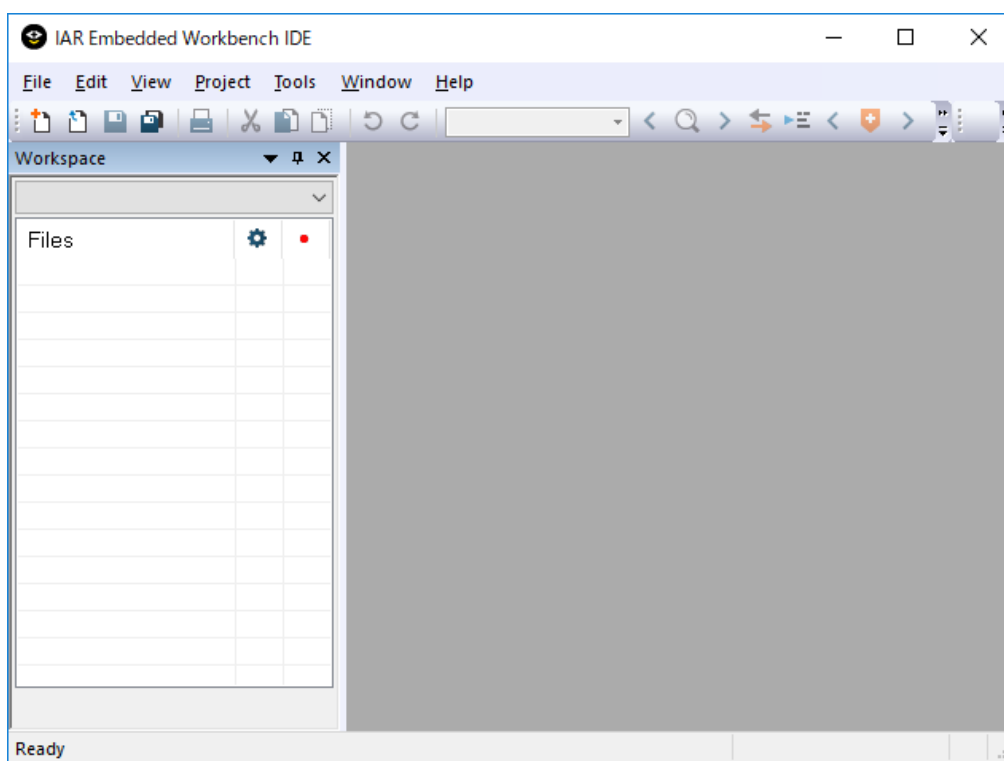 IAR Embedded Workbench IDE
File Edit View Project Tools Window Help
Workspace
Files
Ready